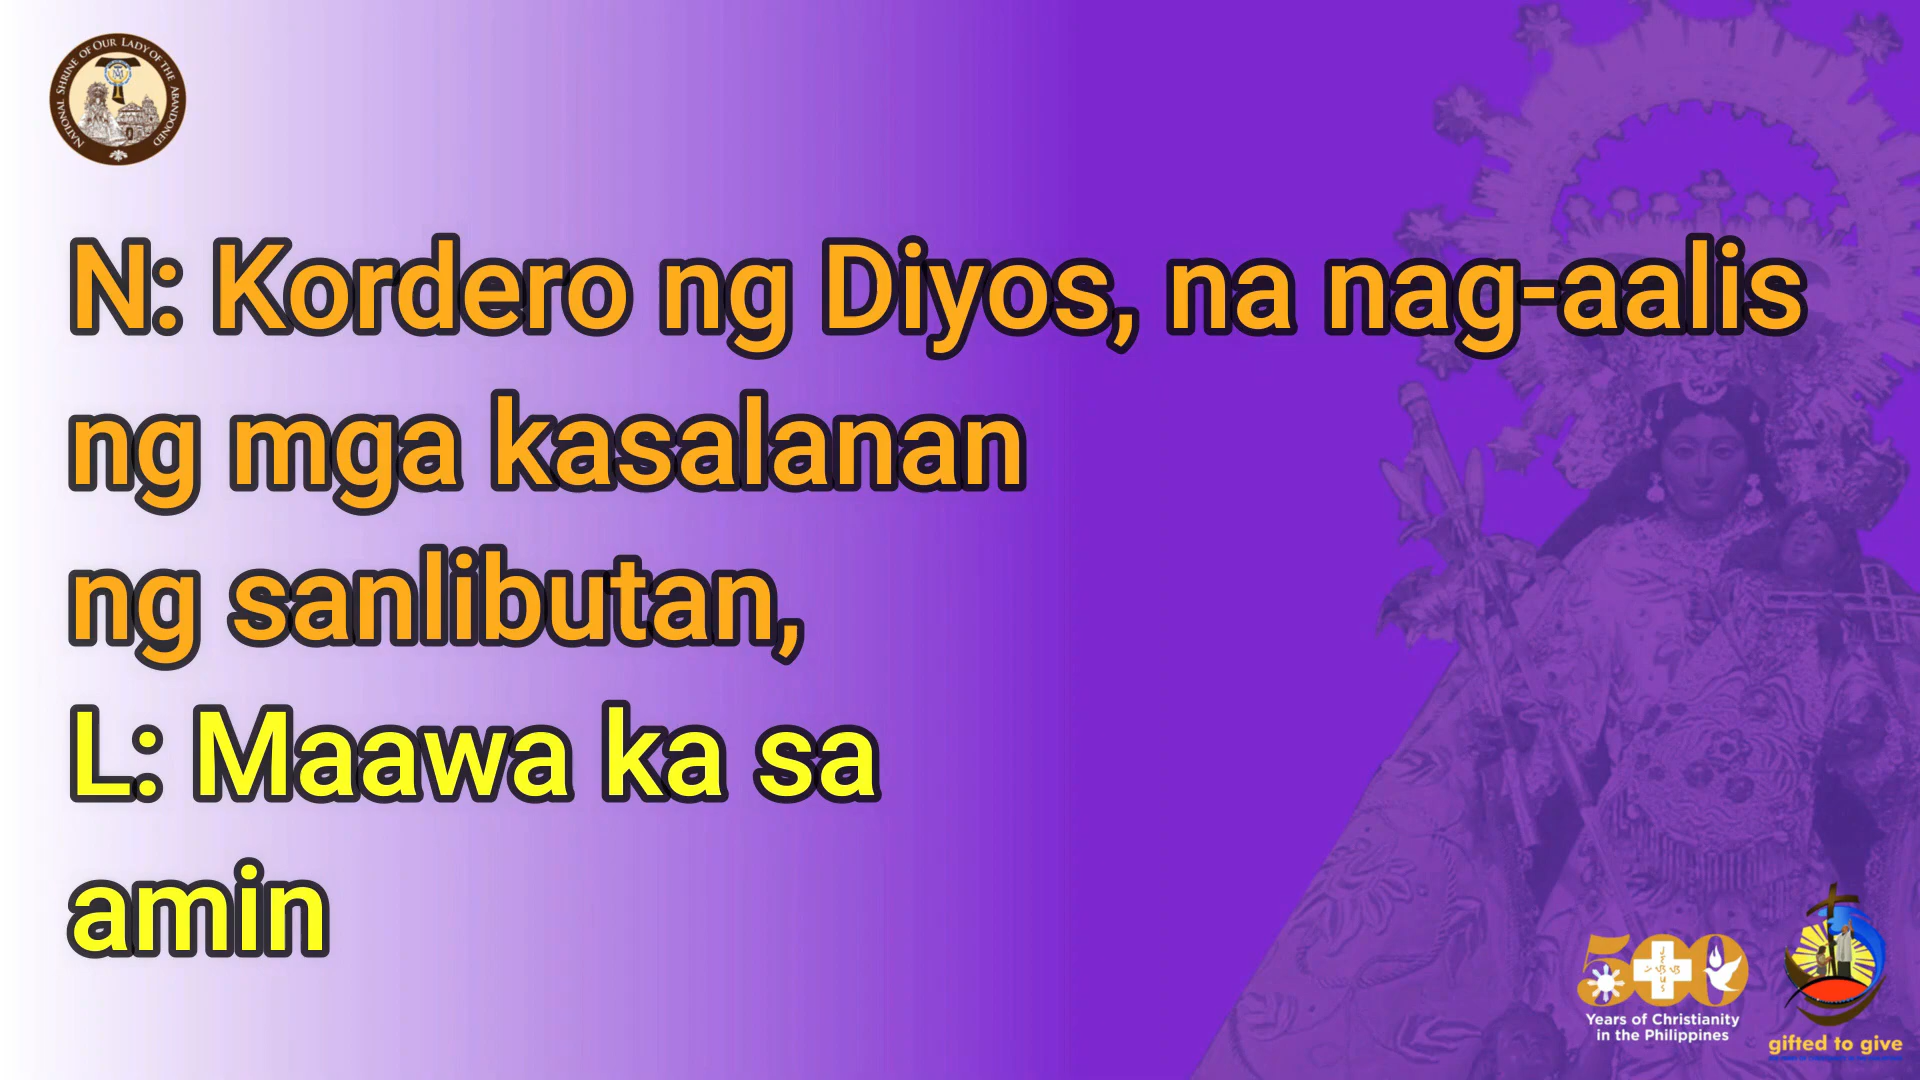 NATIONAL SHRINE OF OUR LADY OF THE ABANDONED
N: Kordero ng Diyos, na nag-aalis
ng mga kasalanan
ng sanlibutan,
L: Maawa ka sa
amin
500
Years of Christianity
in the Philippines
gifted to give